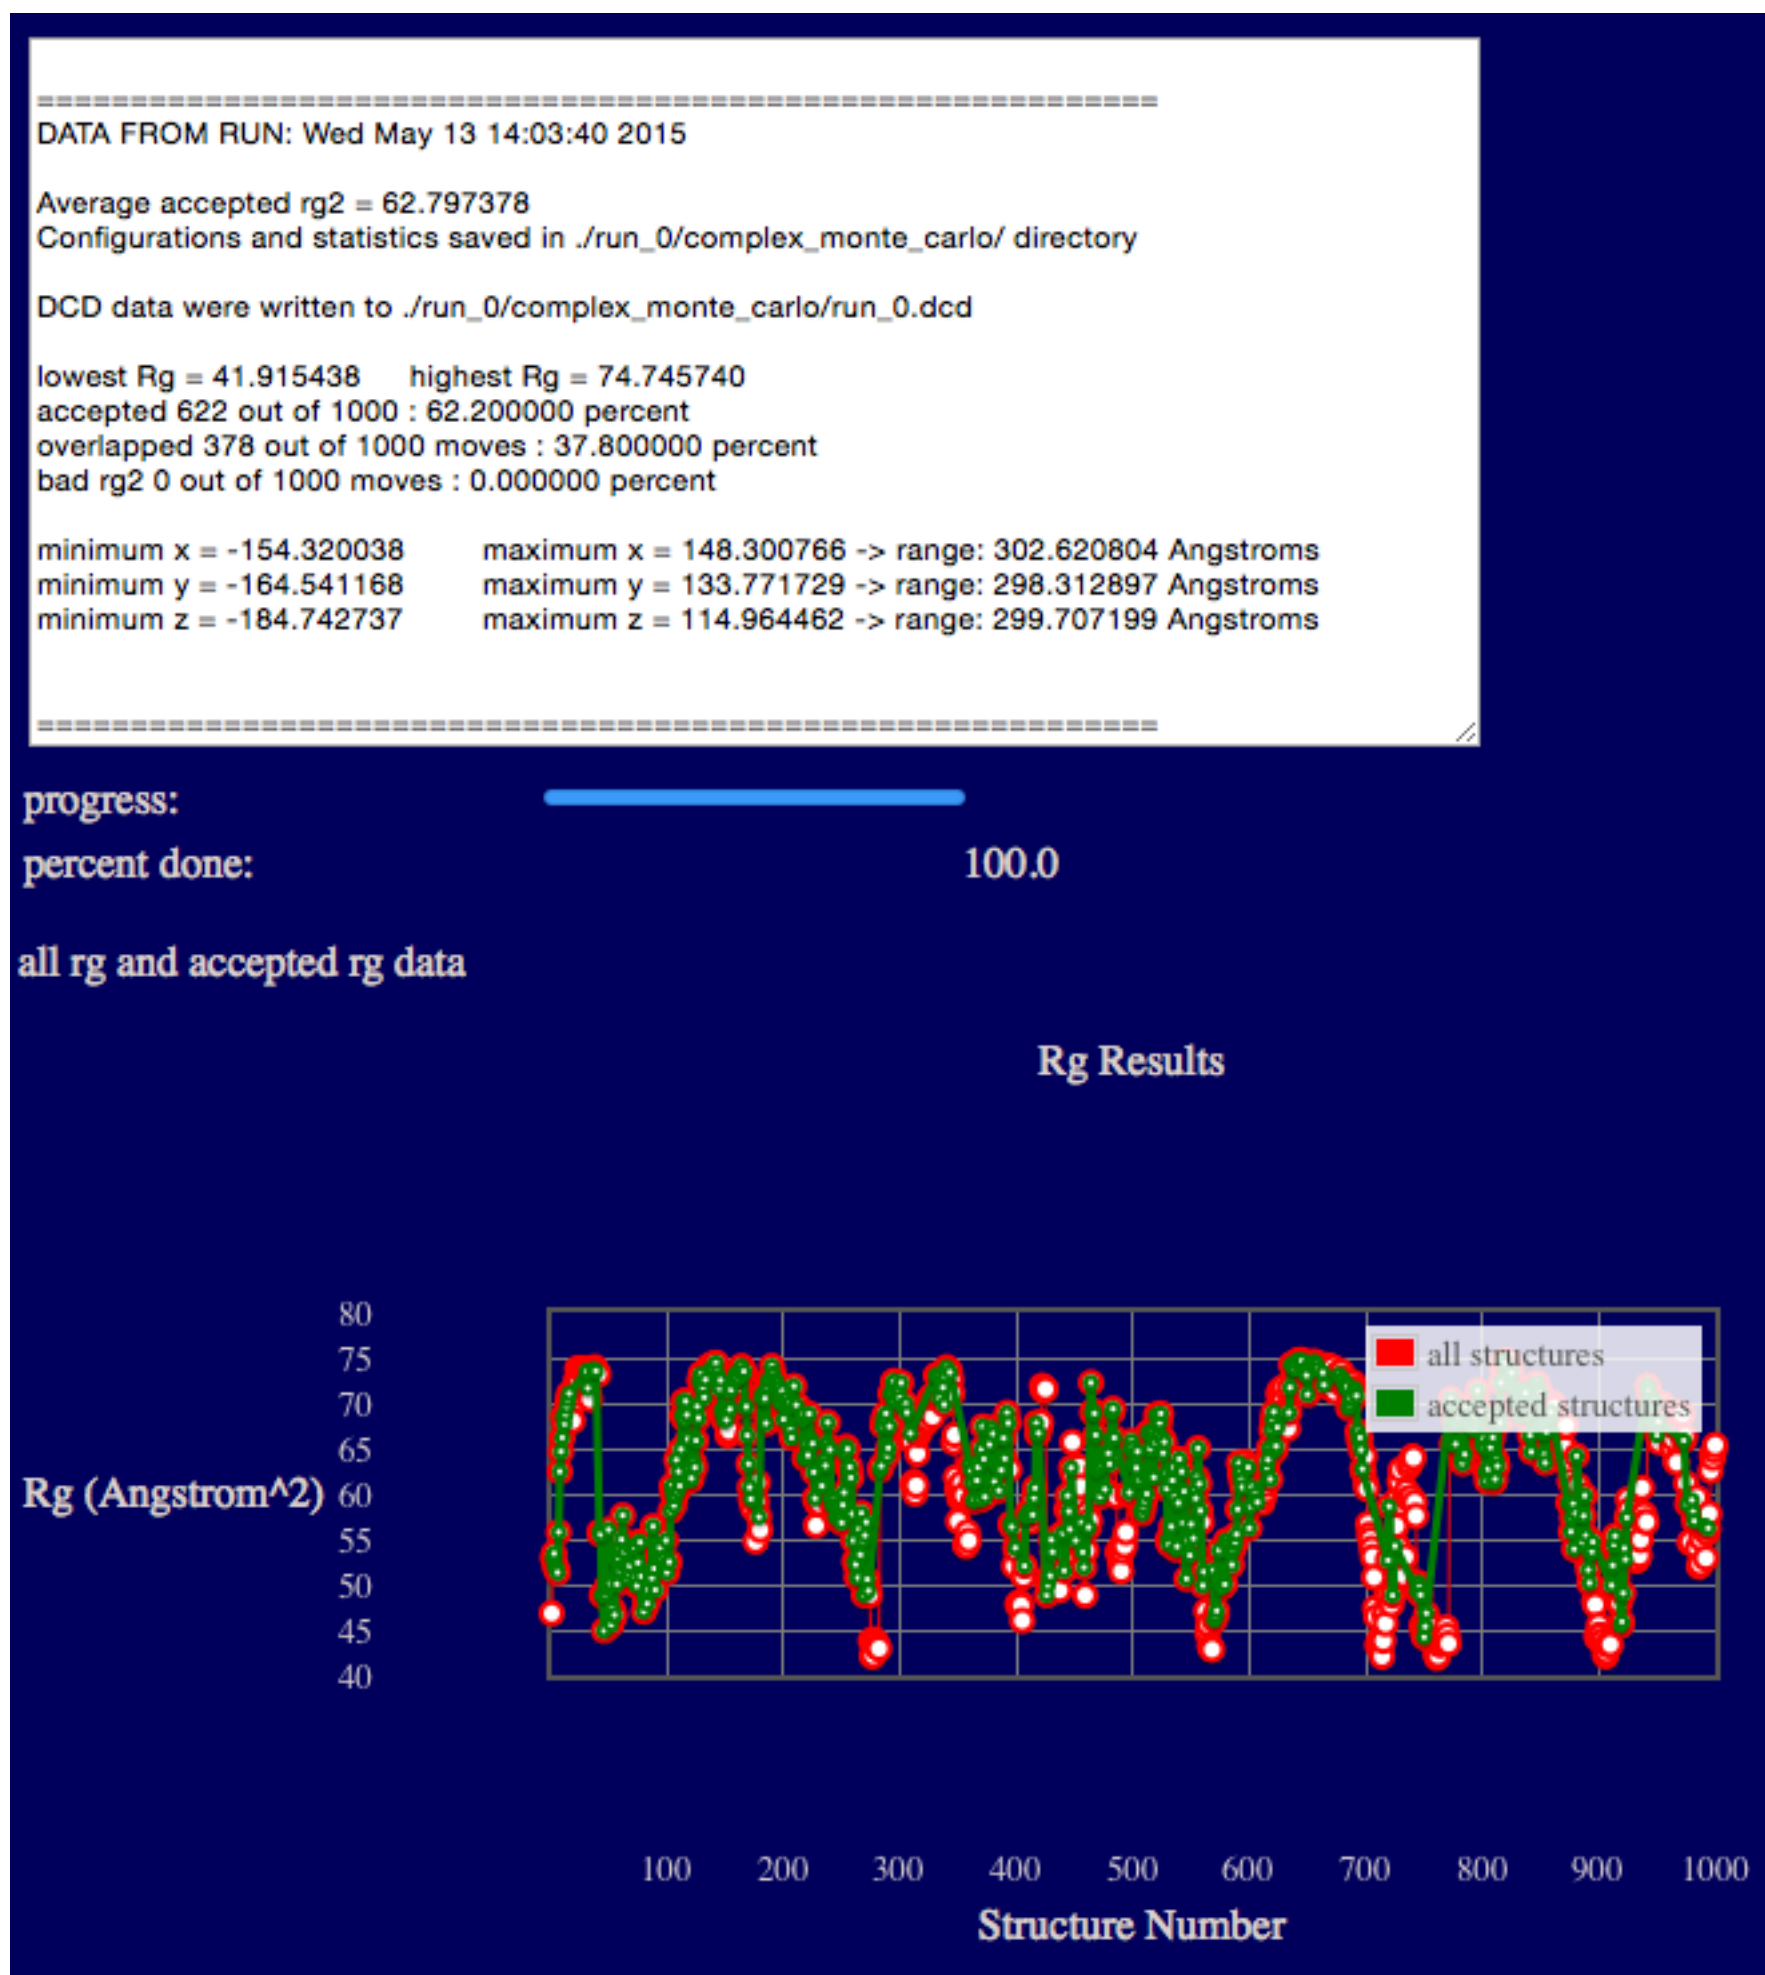 ==============================================================
DATA FROM RUN: Wed May 13 14:03:40 2015
Average accepted rg2 = 62.797378
Configurations and statistics saved in ./run_0/complex_monte_carlo/ directory
DCD data were written to ./run_0/complex_monte_carlo/run_0.dcd
lowest Rg = 41.915438 highest Rg = 74.745740
accepted 622 out of 1000 : 62.200000 percent
overlapped 378 out of 1000 moves : 37.800000 percent
bad rg2 0 out of 1000 moves : 0.000000 percent
minimum x = -154.320038 maximum x = 148.300766 -> range: 302.620804 Angstroms
minimum y = -164.541168 maximum y = 133.771729 -> range: 298.312897 Angstroms
minimum z = -184.742737 maximum z = 114.964462 -> range: 299.707199 Angstroms
==============================================================
progress:
percent done: 100.0
all rg and accepted rg data
Rg Results
80
75
70
65
60
55
50
45
40
Rg (Angstrom^2)
all structures
accepted structures
100 200 300 400 500 600 700 800 900 1000
Structure Number